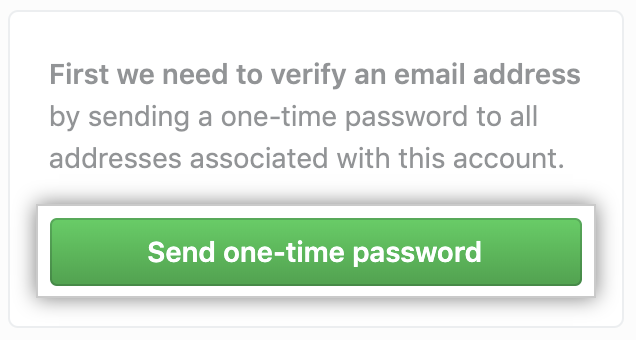 First we need to verify an email address
by sending a one-time password to all
addresses associated with this account.
Send one-time password